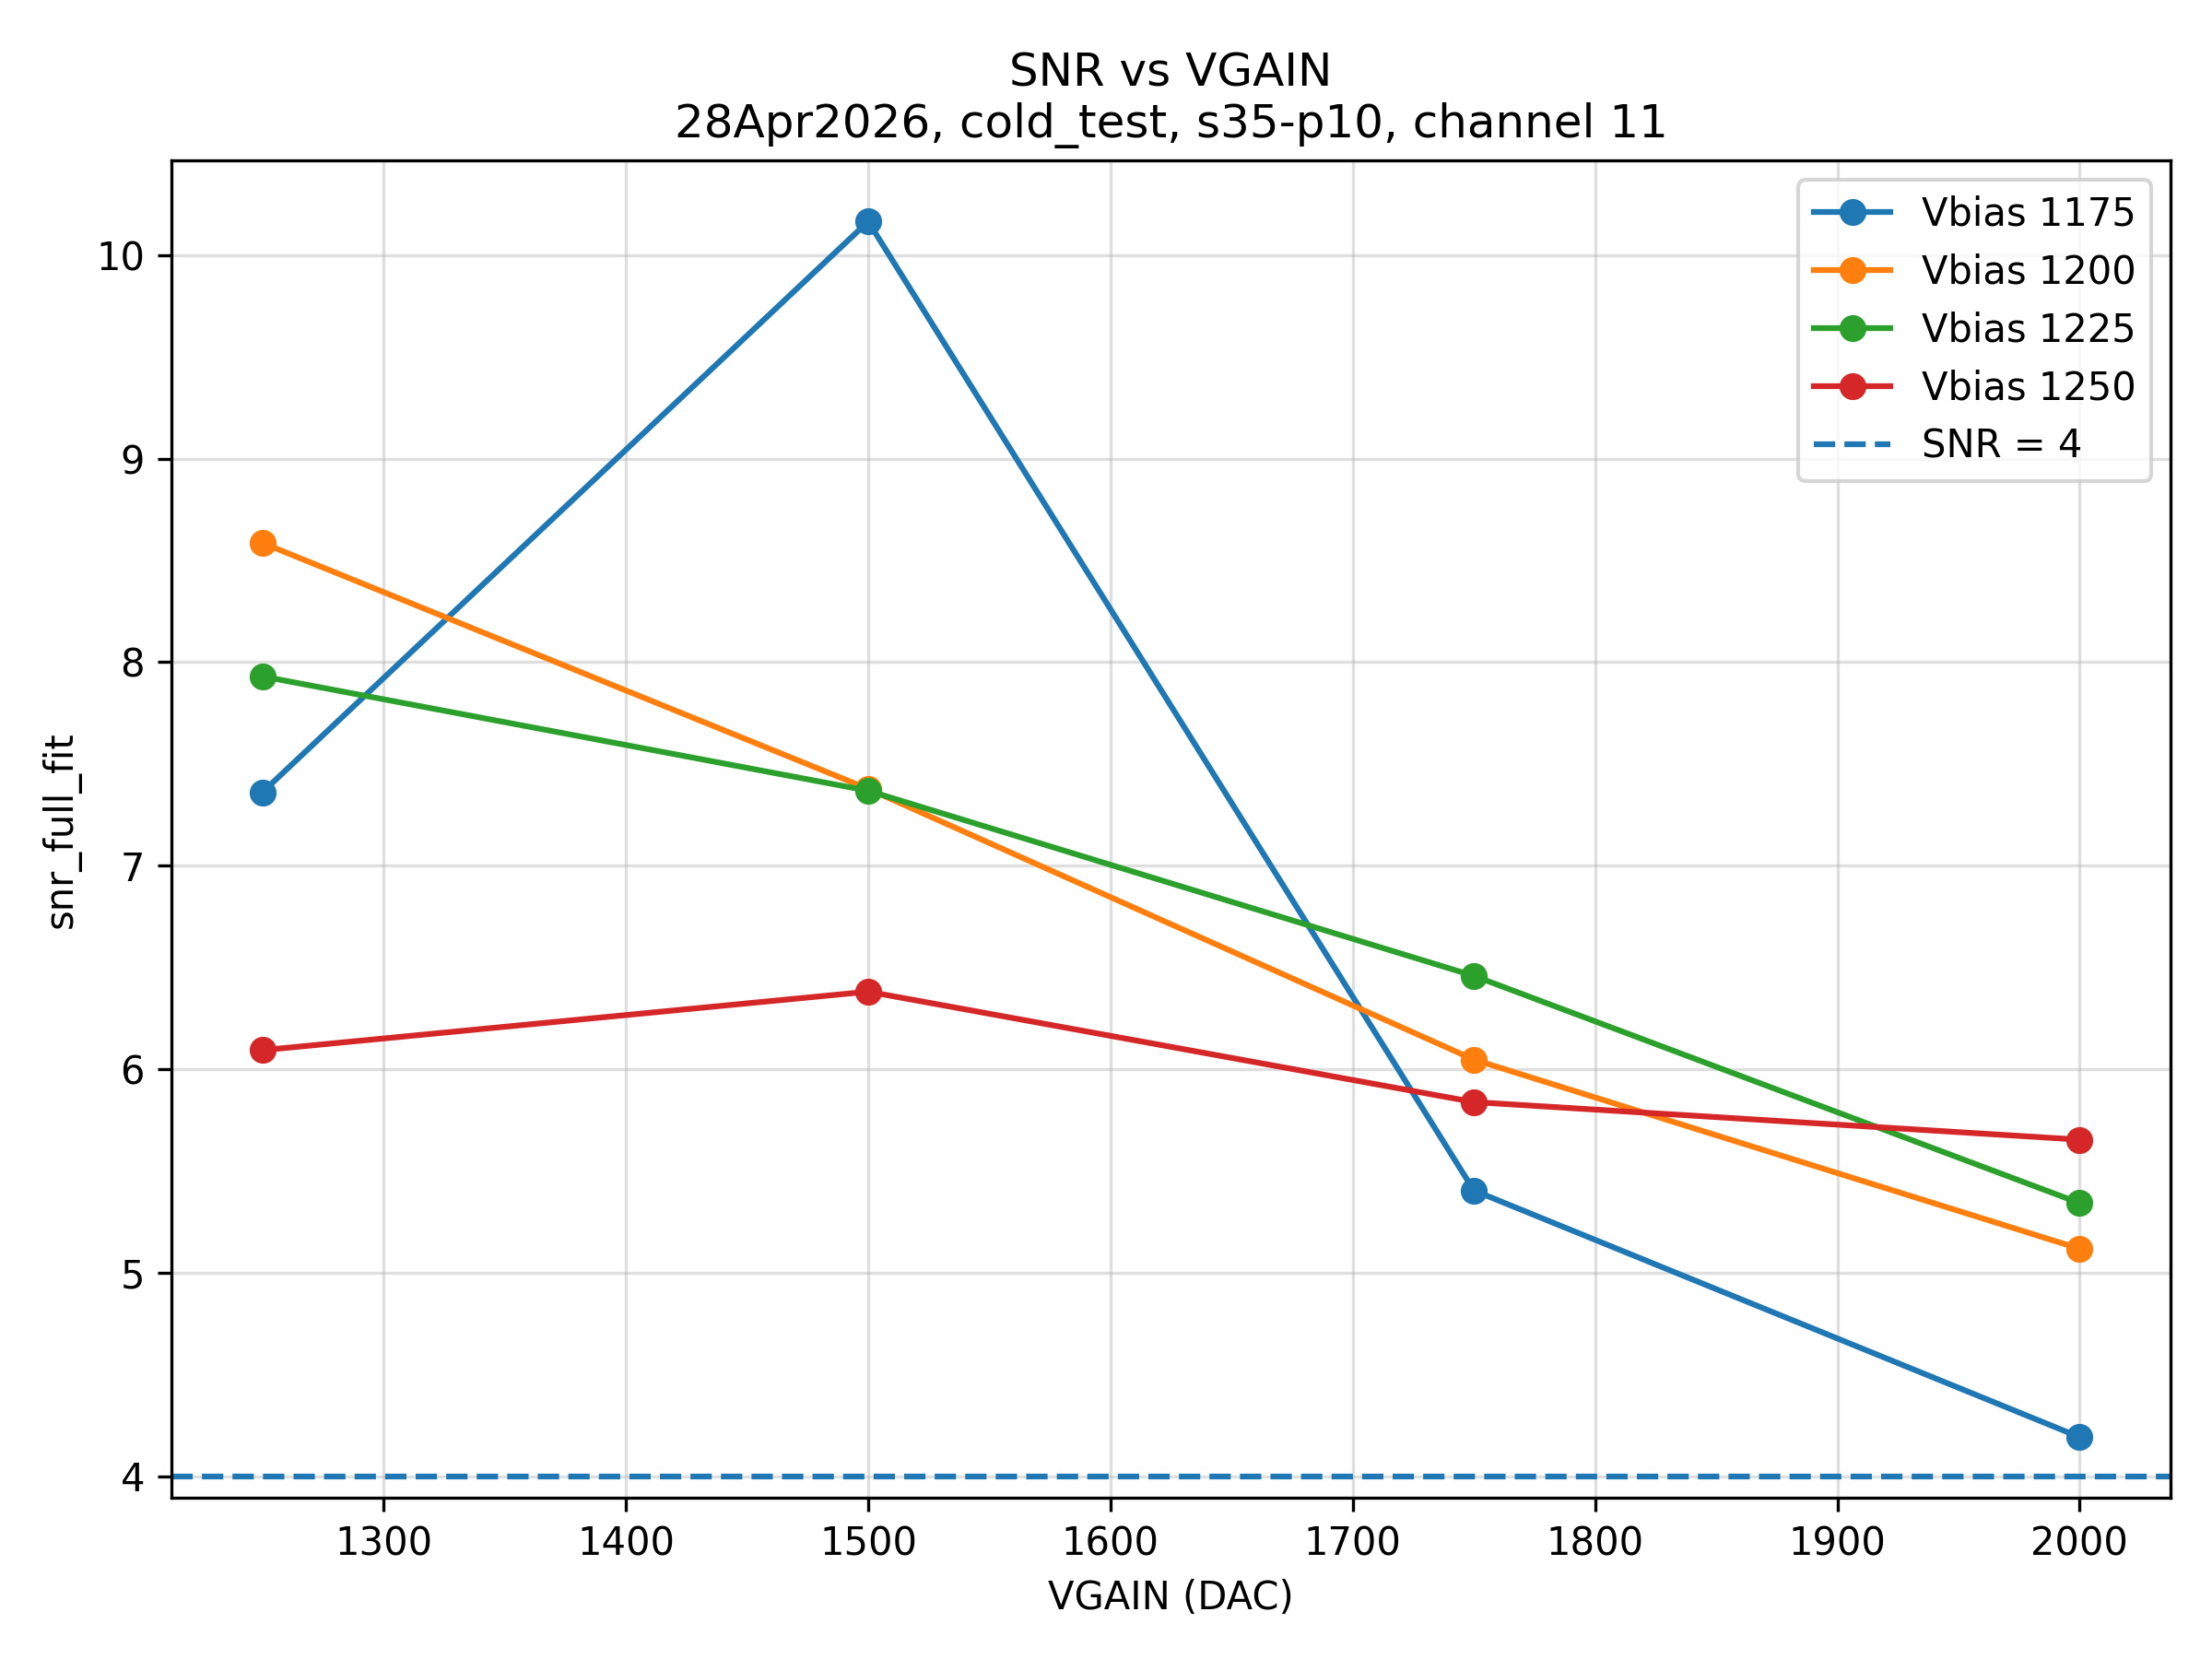 SNR vs VGAIN
28Apr2026, cold_test, s35-p10, channel 11
Vbias 1175
Vbias 1200
Vbias 1225
Vbias 1250
SNR = 4
10
9
8
7
6
5
4
snr_full_fit
1300 1400 1500 1600 1700 1800 1900 2000
VGAIN (DAC)